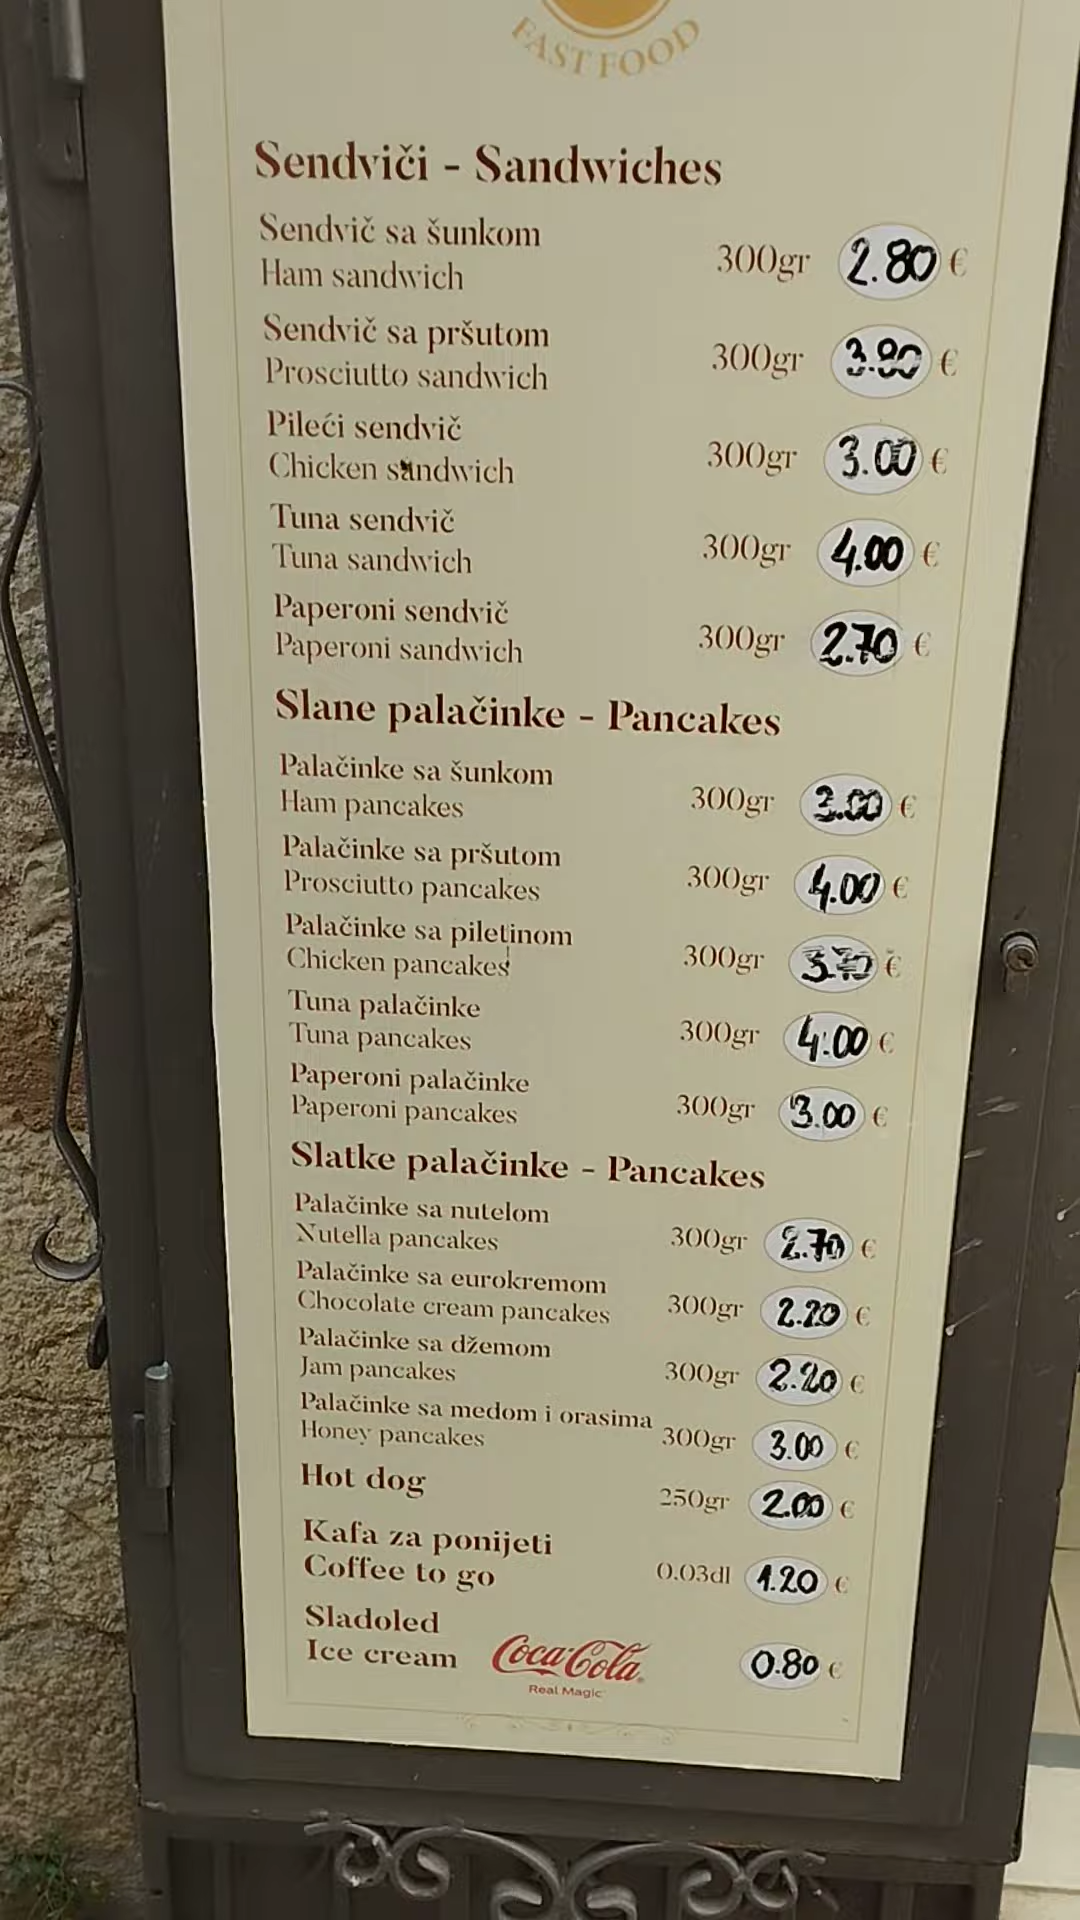 FAST FOOD
Sendviči - Sandwiches
Sendvič sa šunkom
Ham sandwich
300gr 2.80 €
Sendvič sa pršutom
Prosciutto sandwich
300gr 3.80 €
Pileći sendvič
Chicken sandwich
300gr 3.00 €
Tuna sendvič
Tuna sandwich
300gr 4.00 €
Paperoni sendvič
Paperoni sandwich
300gr 2.70 €
Slane palačinke - Pancakes
Palačinke sa šunkom
Ham pancakes
300gr 3.00 €
Palačinke sa pršutom
Prosciutto pancakes
300gr 4.00 €
Palačinke sa piletinom
Chicken pancakes
300gr €
Tuna palačinke
Tuna pancakes
300gr 4.00 €
Paperoni palačinke
Paperoni pancakes
300gr 3.00 €
Slatke palačinke - Pancakes
Palačinke sa nutelom
Nutella pancakes
300gr 2.70 €
Palačinke sa eurokremom
Chocolate cream pancakes
300gr 2.20 €
Palačinke sa džemom
Jam pancakes
300gr 2.20 €
Palačinke sa medom i orasima
Honey pancakes
300gr 3.00 €
Hot dog
250gr 2.00 €
Kafa za ponijeti
Coffee to go
0.03dl 1.20 €
Sladoled
Ice cream
Coca-Cola
Real Magic
0.80 €